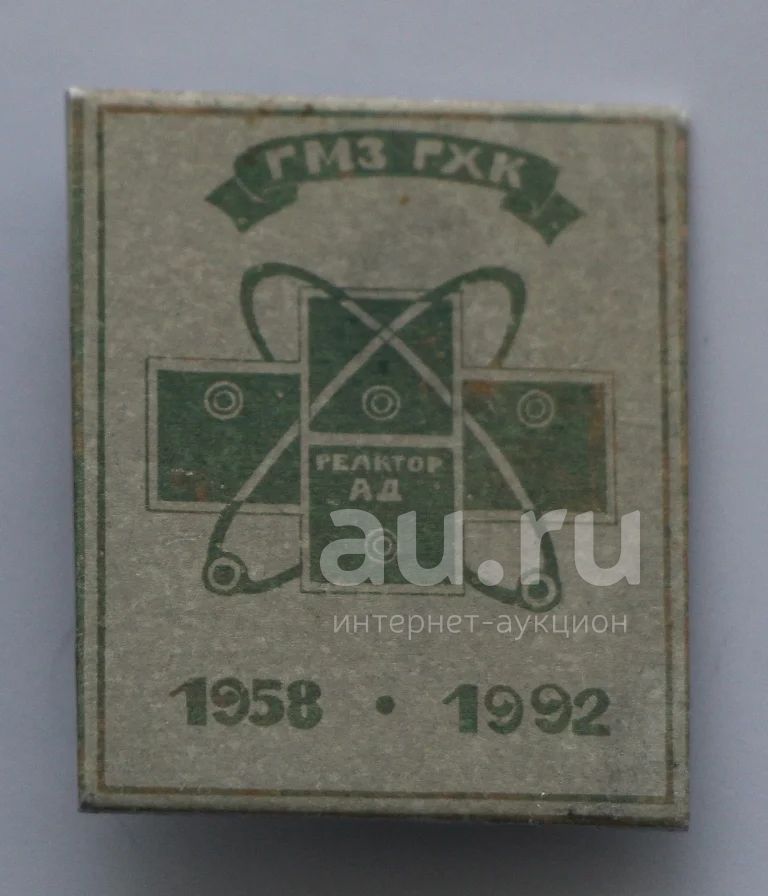 ГМЗ ГХК
РЕАКТОР
АД
au.ru
интернет-аукцион
1958 • 1992